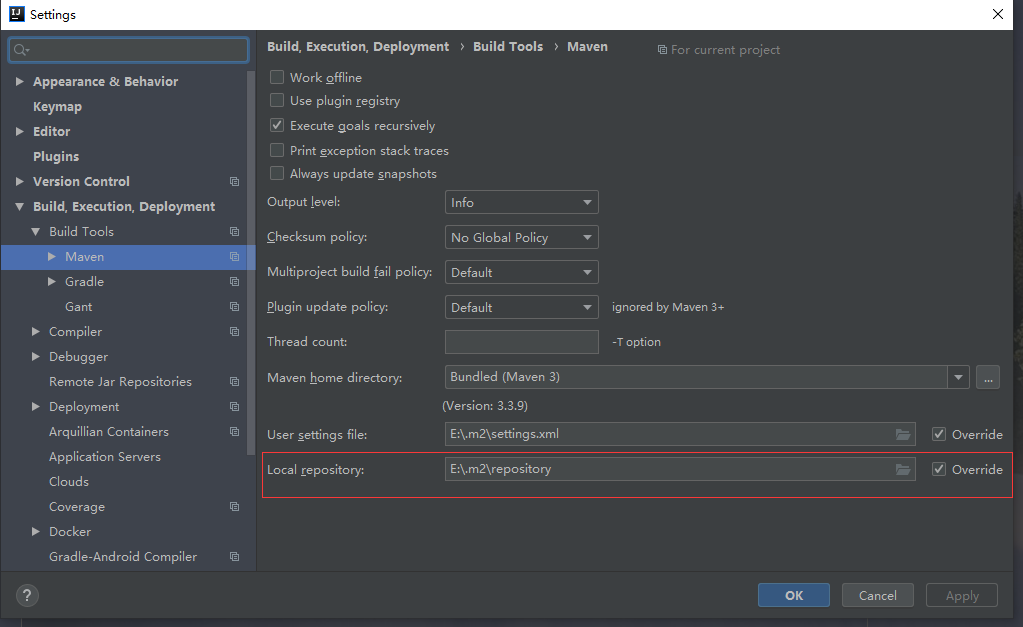 Settings
Appearance & Behavior
Keymap
Editor
Plugins
Version Control
Build, Execution, Deployment
Build Tools
Maven
Gradle
Gant
Compiler
Debugger
Remote Jar Repositories
Deployment
Arquillian Containers
Application Servers
Clouds
Coverage
Docker
Gradle-Android Compiler
Build, Execution, Deployment › Build Tools › Maven For current project
Work offline
Use plugin registry
Execute goals recursively
Print exception stack traces
Always update snapshots
Output level: Info
Checksum policy: No Global Policy
Multiproject build fail policy: Default
Plugin update policy: Default ignored by Maven 3+
Thread count: -T option
Maven home directory: Bundled (Maven 3) ...
(Version: 3.3.9)
User settings file: E:\.m2\settings.xml Override
Local repository: E:\.m2\repository Override
? OK Cancel Apply